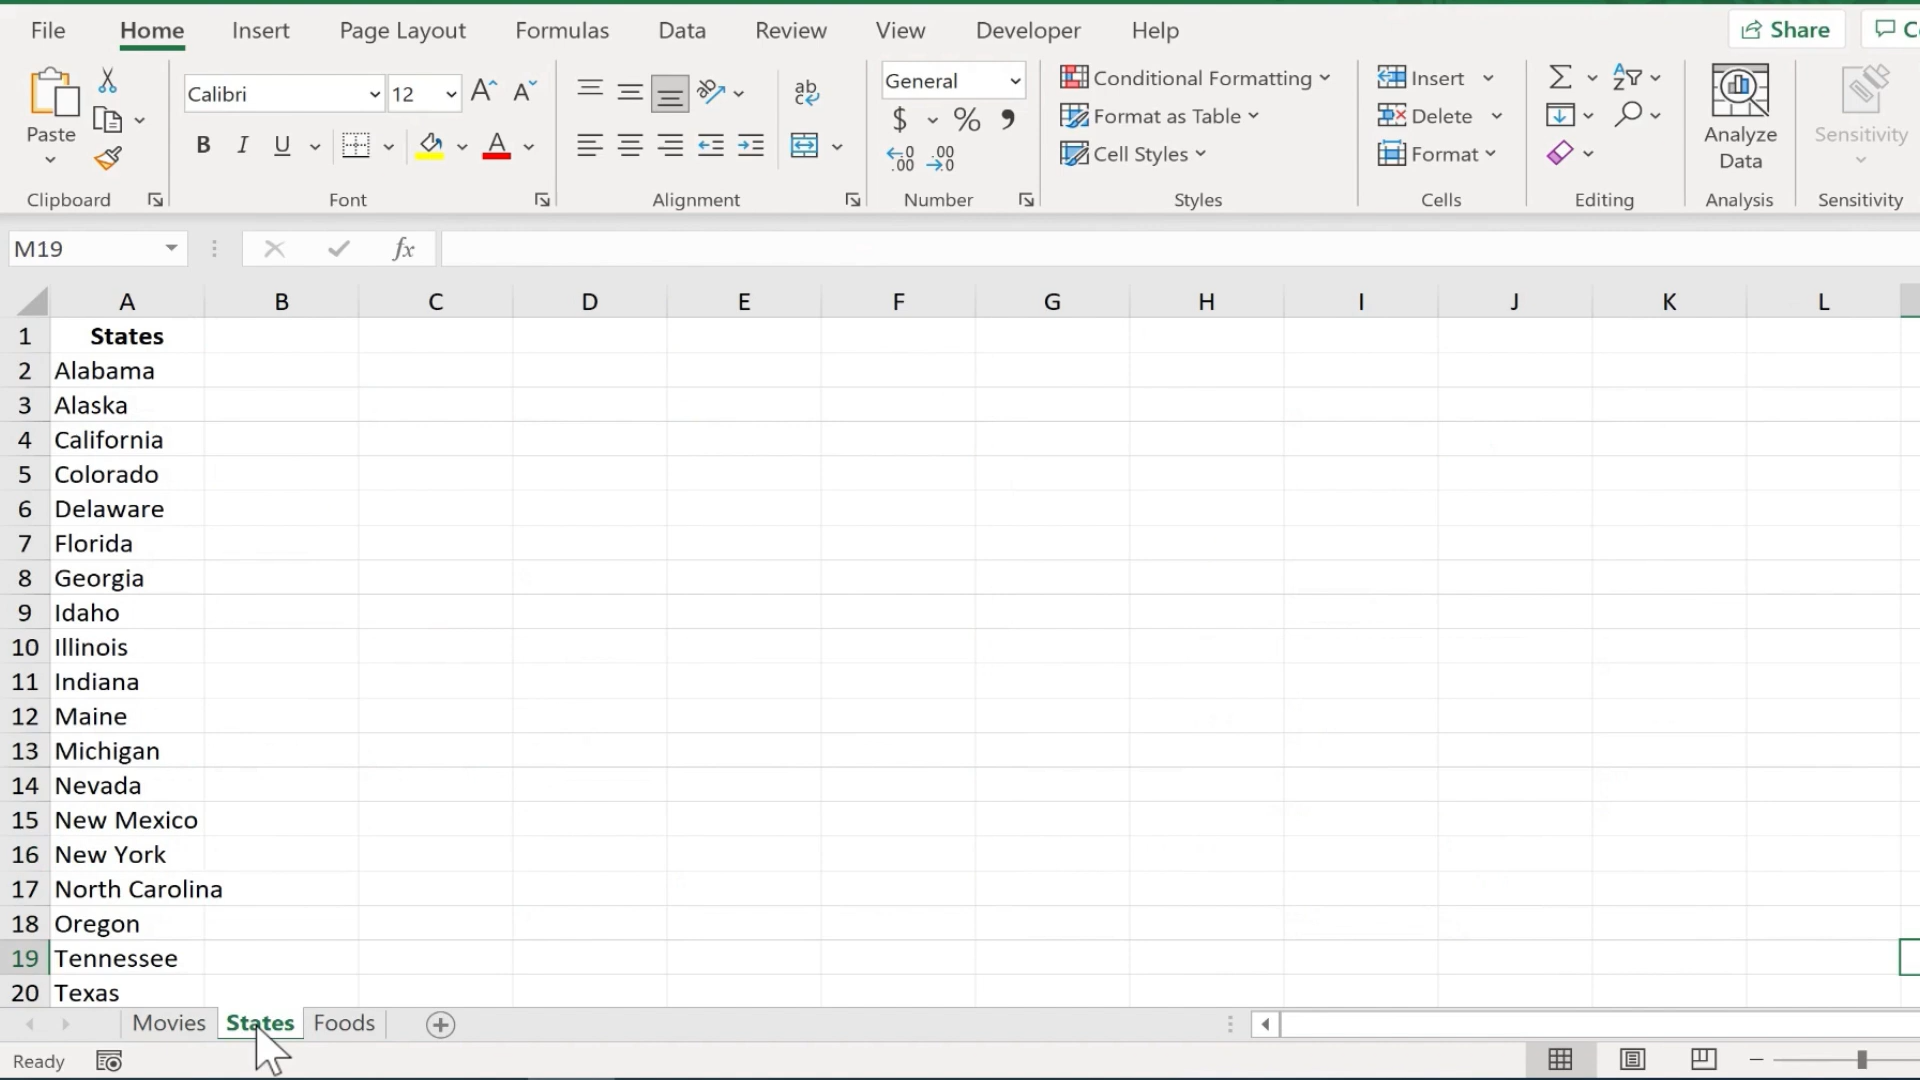 File Home Insert Page Layout Formulas Data Review View Developer Help Share
Calibri 12 General Conditional Formatting Insert
Paste Format as Table Delete Analyze Data Sensitivity
B I U A $ % Cell Styles Format
Clipboard Font Alignment Number Styles Cells Editing Analysis Sensitivity
M19 fx
A B C D E F G H I J K L
1 States
2 Alabama
3 Alaska
4 California
5 Colorado
6 Delaware
7 Florida
8 Georgia
9 Idaho
10 Illinois
11 Indiana
12 Maine
13 Michigan
14 Nevada
15 New Mexico
16 New York
17 North Carolina
18 Oregon
19 Tennessee
20 Texas
Movies States Foods
Ready